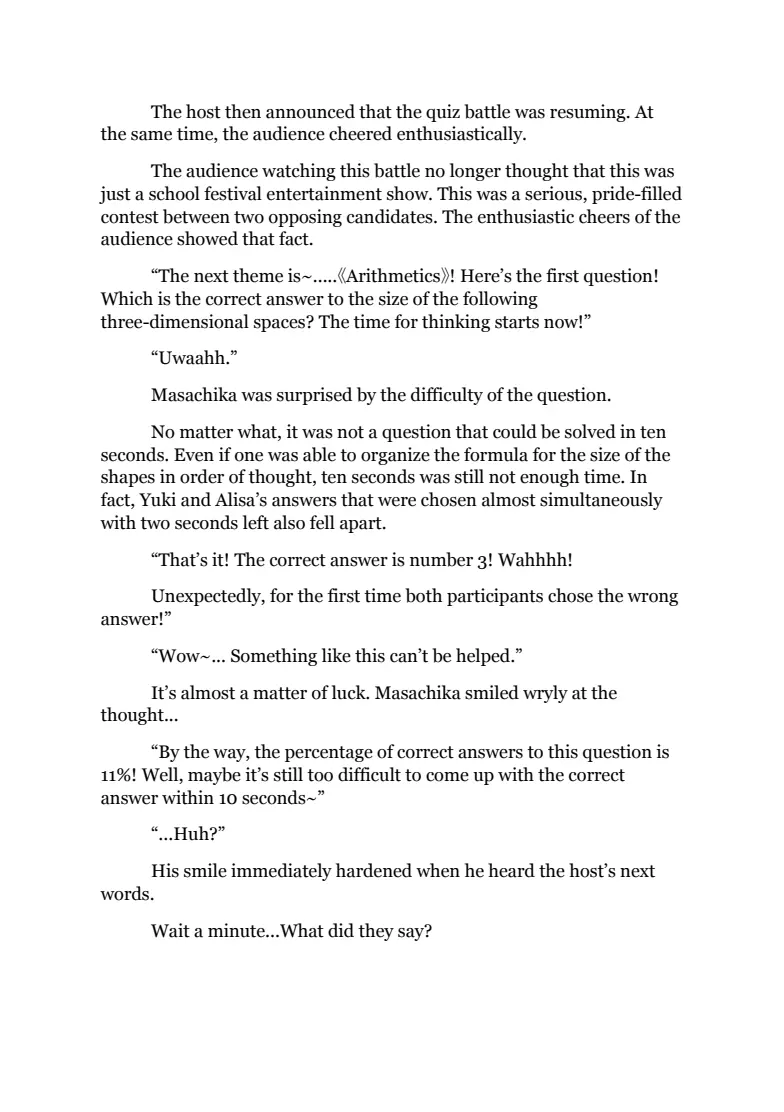 The host then announced that the quiz battle was resuming. At
the same time, the audience cheered enthusiastically.
The audience watching this battle no longer thought that this was
just a school festival entertainment show. This was a serious, pride-filled
contest between two opposing candidates. The enthusiastic cheers of the
audience showed that fact.
“The next theme is~.....《Arithmetics》! Here’s the first question!
Which is the correct answer to the size of the following
three-dimensional spaces? The time for thinking starts now!”
“Uwaahh.”
Masachika was surprised by the difficulty of the question.
No matter what, it was not a question that could be solved in ten
seconds. Even if one was able to organize the formula for the size of the
shapes in order of thought, ten seconds was still not enough time. In
fact, Yuki and Alisa’s answers that were chosen almost simultaneously
with two seconds left also fell apart.
“That’s it! The correct answer is number 3! Wahhhh!
Unexpectedly, for the first time both participants chose the wrong
answer!”
“Wow~... Something like this can’t be helped.”
It’s almost a matter of luck. Masachika smiled wryly at the
thought...
“By the way, the percentage of correct answers to this question is
11%! Well, maybe it’s still too difficult to come up with the correct
answer within 10 seconds~”
“...Huh?”
His smile immediately hardened when he heard the host’s next
words.
Wait a minute...What did they say?